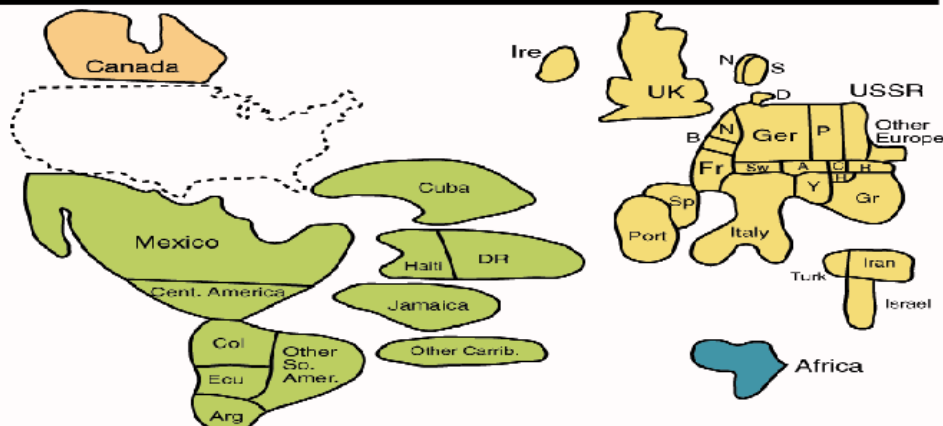 Canada
Ire
UK
N
S
D
USSR
Other
Europe
B
N
Ger
P
Fr
Sw
A
C
R
H
Y
Gr
Sp
Port
Italy
Turk
Iran
Israel
Cuba
Mexico
Haiti
DR
Cent. America
Jamaica
Col
Other
So.
Amer.
Other Carrib.
Ecu
Arg
Africa